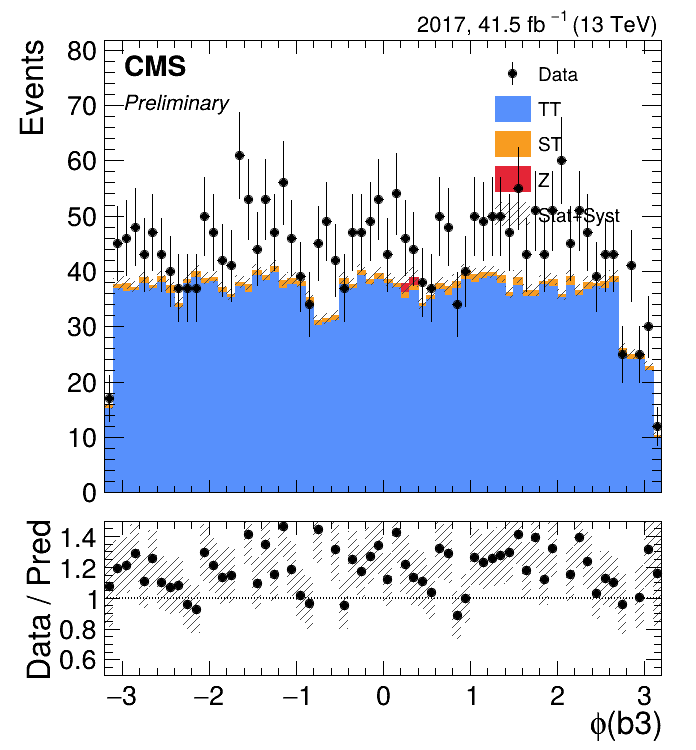 2017, 41.5 fb⁻¹ (13 TeV)
Events
80
70
60
50
40
30
20
10
0
CMS
Preliminary
Data
TT
ST
Z
Stat+Syst
Data / Pred
1.4
1.2
1
0.8
0.6
−3 −2 −1 0 1 2 3
ϕ(b3)